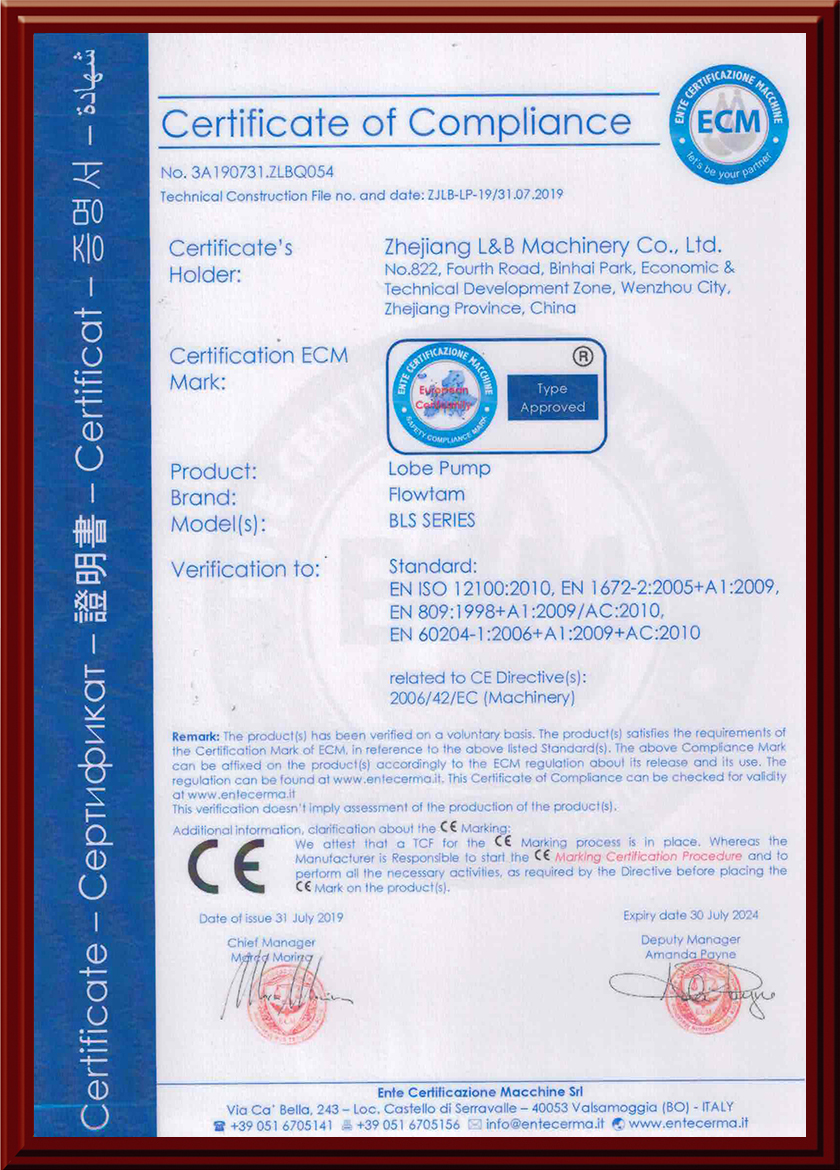 Certificate – Сертификат – 證明書 – Certificat – 증명서 – شهادة
Certificate of Compliance
ENTE CERTIFICAZIONE MACCHINE
ECM
let's be your partner
No. 3A190731.ZLBQ054
Technical Construction File no. and date: ZJLB-LP-19/31.07.2019
Certificate's
Holder:
Zhejiang L&B Machinery Co., Ltd.
No.822, Fourth Road, Binhai Park, Economic &
Technical Development Zone, Wenzhou City,
Zhejiang Province, China
Certification ECM
Mark:
ENTE CERTIFICAZIONE MACCHINE
European
Conformity
SAFETY COMPLIANCE MARK
®
Type
Approved
Product: Lobe Pump
Brand: Flowtam
Model(s): BLS SERIES
Verification to: Standard:
EN ISO 12100:2010, EN 1672-2:2005+A1:2009,
EN 809:1998+A1:2009/AC:2010,
EN 60204-1:2006+A1:2009+AC:2010
related to CE Directive(s):
2006/42/EC (Machinery)
Remark: The product(s) has been verified on a voluntary basis. The product(s) satisfies the requirements of
the Certification Mark of ECM, in reference to the above listed Standard(s). The above Compliance Mark
can be affixed on the product(s) accordingly to the ECM regulation about its release and its use. The
regulation can be found at www.entecerma.it. This Certificate of Compliance can be checked for validity
at www.entecerma.it
This verification doesn't imply assessment of the production of the product(s).
Additional information, clarification about the CE Marking:
CE
We attest that a TCF for the CE Marking process is in place. Whereas the
Manufacturer is Responsible to start the CE Marking Certification Procedure and to
perform all the necessary activities, as required by the Directive before placing the
CE Mark on the product(s).
Date of issue 31 July 2019
Expiry date 30 July 2024
Chief Manager
Marco Morina
Deputy Manager
Amanda Payne
ECM
ECM
Ente Certificazione Macchine Srl
Via Ca' Bella, 243 – Loc. Castello di Serravalle – 40053 Valsamoggia (BO) - ITALY
+39 051 6705141 +39 051 6705156 info@entecerma.it www.entecerma.it